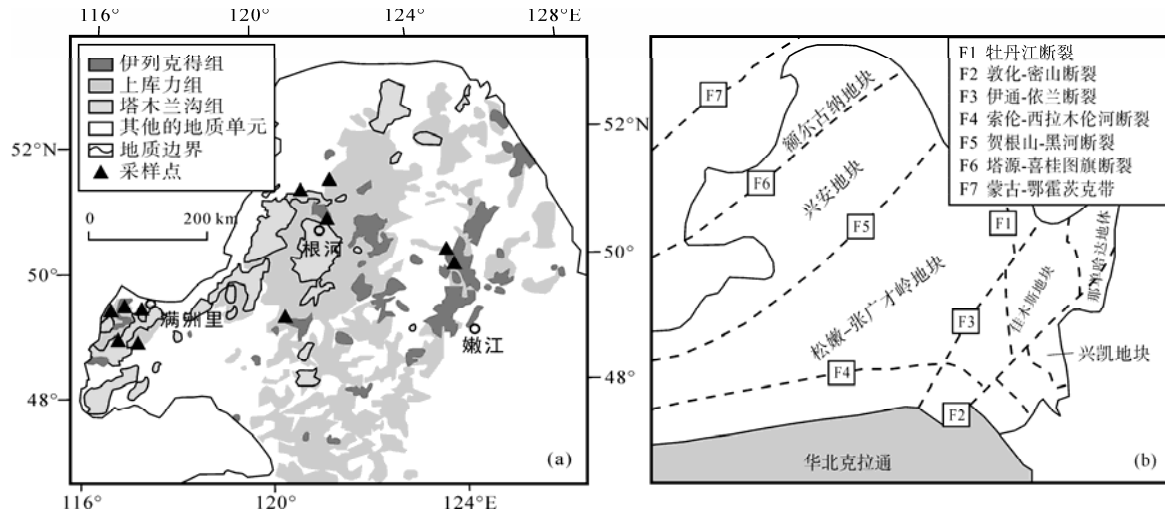 116°
120°
124°
128°E
伊列克得组
上库力组
塔木兰沟组
其他的地质单元
地质边界
采样点
0
200 km
52°N
50°
48°
52°N
50°
48°
根河
满洲里
嫩江
(a)
116°
120°
124°E
F1 牡丹江断裂
F2 敦化-密山断裂
F3 伊通-依兰断裂
F4 索伦-西拉木伦河断裂
F5 贺根山-黑河断裂
F6 塔源-喜桂图旗断裂
F7 蒙古-鄂霍茨克带
F7
额尔古纳地块
F6
兴安地块
F5
F1
那丹哈达地体
佳木斯地块
松嫩-张广才岭地块
F3
兴凯地块
F4
F2
华北克拉通
(b)